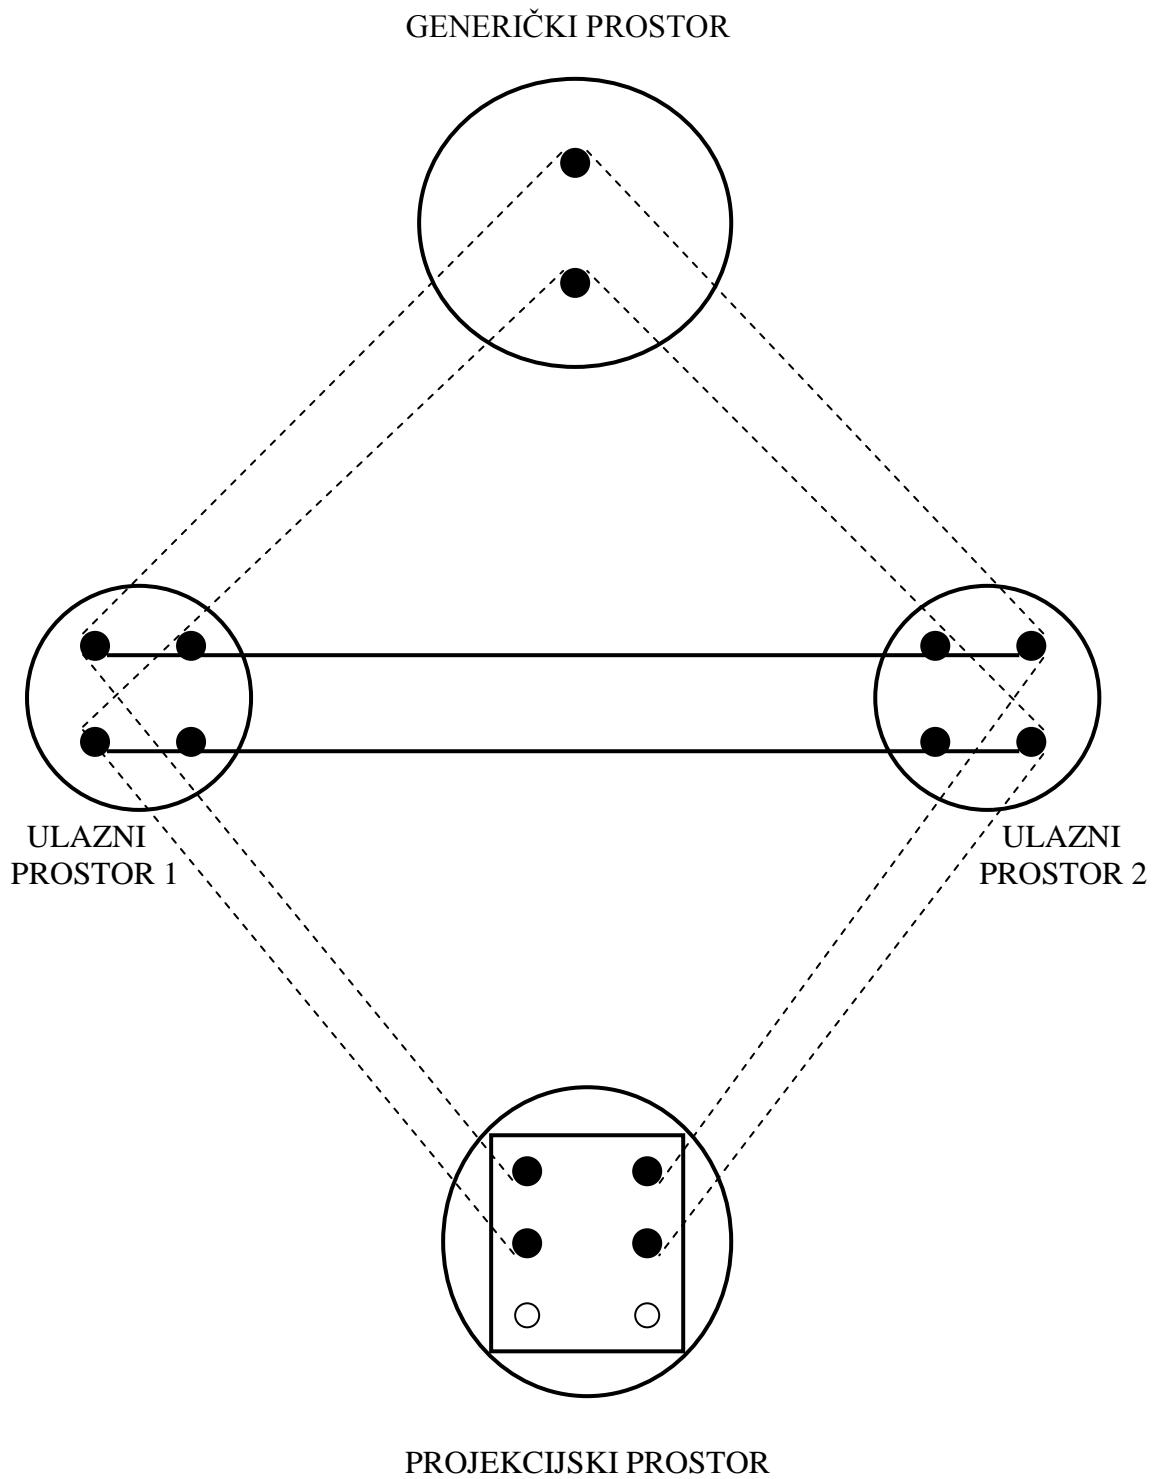 GENERIČKI PROSTOR
ULAZNI
PROSTOR 1
ULAZNI
PROSTOR 2
PROJEKCIJSKI PROSTOR